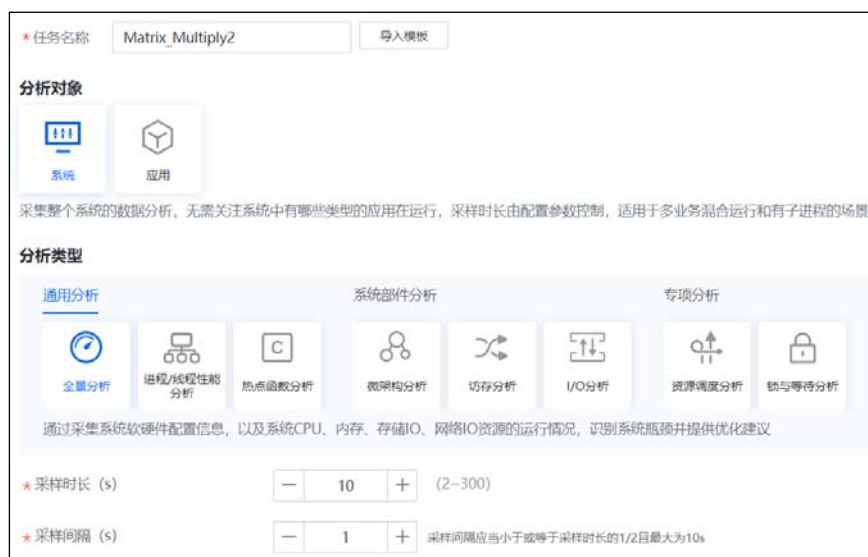 *任务名称 Matrix_Multiply2 导入模板
分析对象
系统 应用
采集整个系统的数据分析，无需关注系统中有哪些类型的应用在运行，采样时长由配置参数控制，适用于多业务混合运行和有子进程的场景
分析类型
通用分析 系统部件分析 专项分析
C
全量分析 进程/线程性能分析 热点函数分析 微架构分析 访存分析 I/O分析 资源调度分析 锁与等待分析
通过采集系统软硬件配置信息，以及系统CPU、内存、存储IO、网络IO资源的运行情况，识别系统瓶颈并提供优化建议
*采样时长（s） － 10 + (2~300)
*采样间隔（s） － 1 + 采样间隔应当小于或等于采样时长的1/2且最大为10s